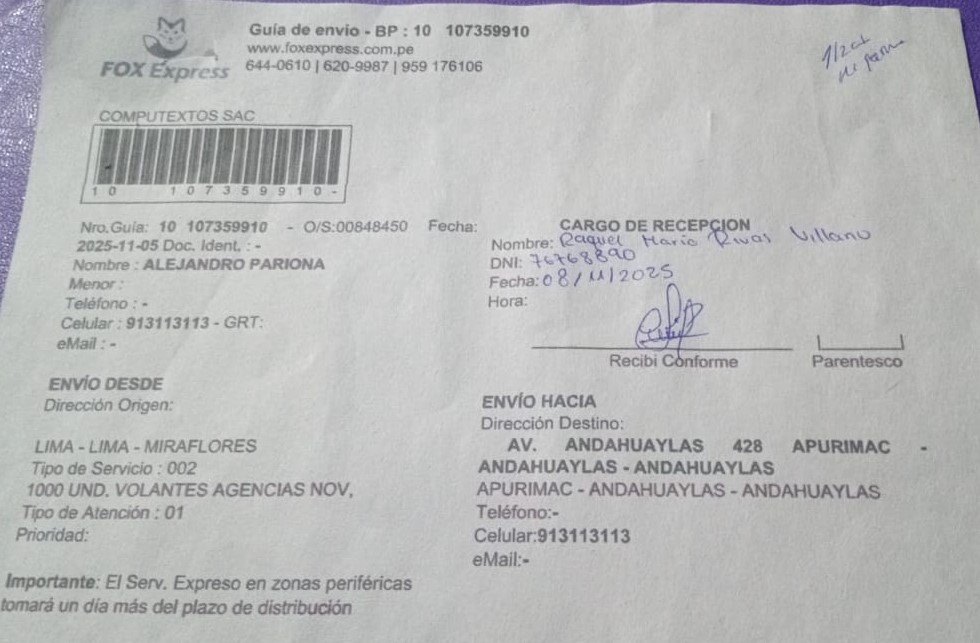 FOX Express
Guía de envio - BP : 10 107359910
www.foxexpress.com.pe
644-0610 | 620-9987 | 959 176106
COMPUTEXTOS SAC
10 107359910-
Nro.Guía: 10 107359910 - O/S:00848450 Fecha:
2025-11-05 Doc. Ident. : -
Nombre : ALEJANDRO PARIONA
Menor :
Teléfono : -
Celular : 913113113 - GRT:
eMail : -
CARGO DE RECEPCION
Nombre: Raquel Maria Rivas Villano
DNI: 76768890
Fecha: 08/11/2025
Hora:
Recibi Conforme
Parentesco
ENVÍO DESDE
Dirección Origen:
LIMA - LIMA - MIRAFLORES
Tipo de Servicio : 002
1000 UND. VOLANTES AGENCIAS NOV,
Tipo de Atención : 01
Prioridad:
ENVÍO HACIA
Dirección Destino:
AV. ANDAHUAYLAS 428 APURIMAC -
ANDAHUAYLAS - ANDAHUAYLAS
APURIMAC - ANDAHUAYLAS - ANDAHUAYLAS
Teléfono:-
Celular:913113113
eMail:-
Importante: El Serv. Expreso en zonas periféricas
tomará un día más del plazo de distribución